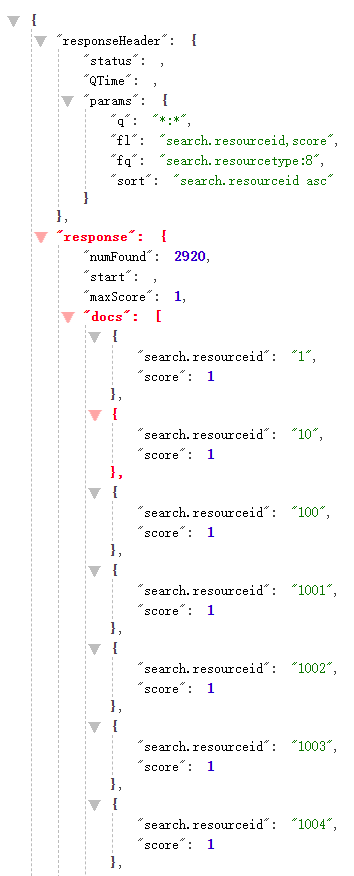 {
"responseHeader": {
"status": ,
"QTime": ,
"params": {
"q": "*:*",
"fl": "search.resourceid,score",
"fq": "search.resourcetype:8",
"sort": "search.resourceid asc"
}
},
"response": {
"numFound": 2920,
"start": ,
"maxScore": 1,
"docs": [
{
"search.resourceid": "1",
"score": 1
},
{
"search.resourceid": "10",
"score": 1
},
{
"search.resourceid": "100",
"score": 1
},
{
"search.resourceid": "1001",
"score": 1
},
{
"search.resourceid": "1002",
"score": 1
},
{
"search.resourceid": "1003",
"score": 1
},
{
"search.resourceid": "1004",
"score": 1
},